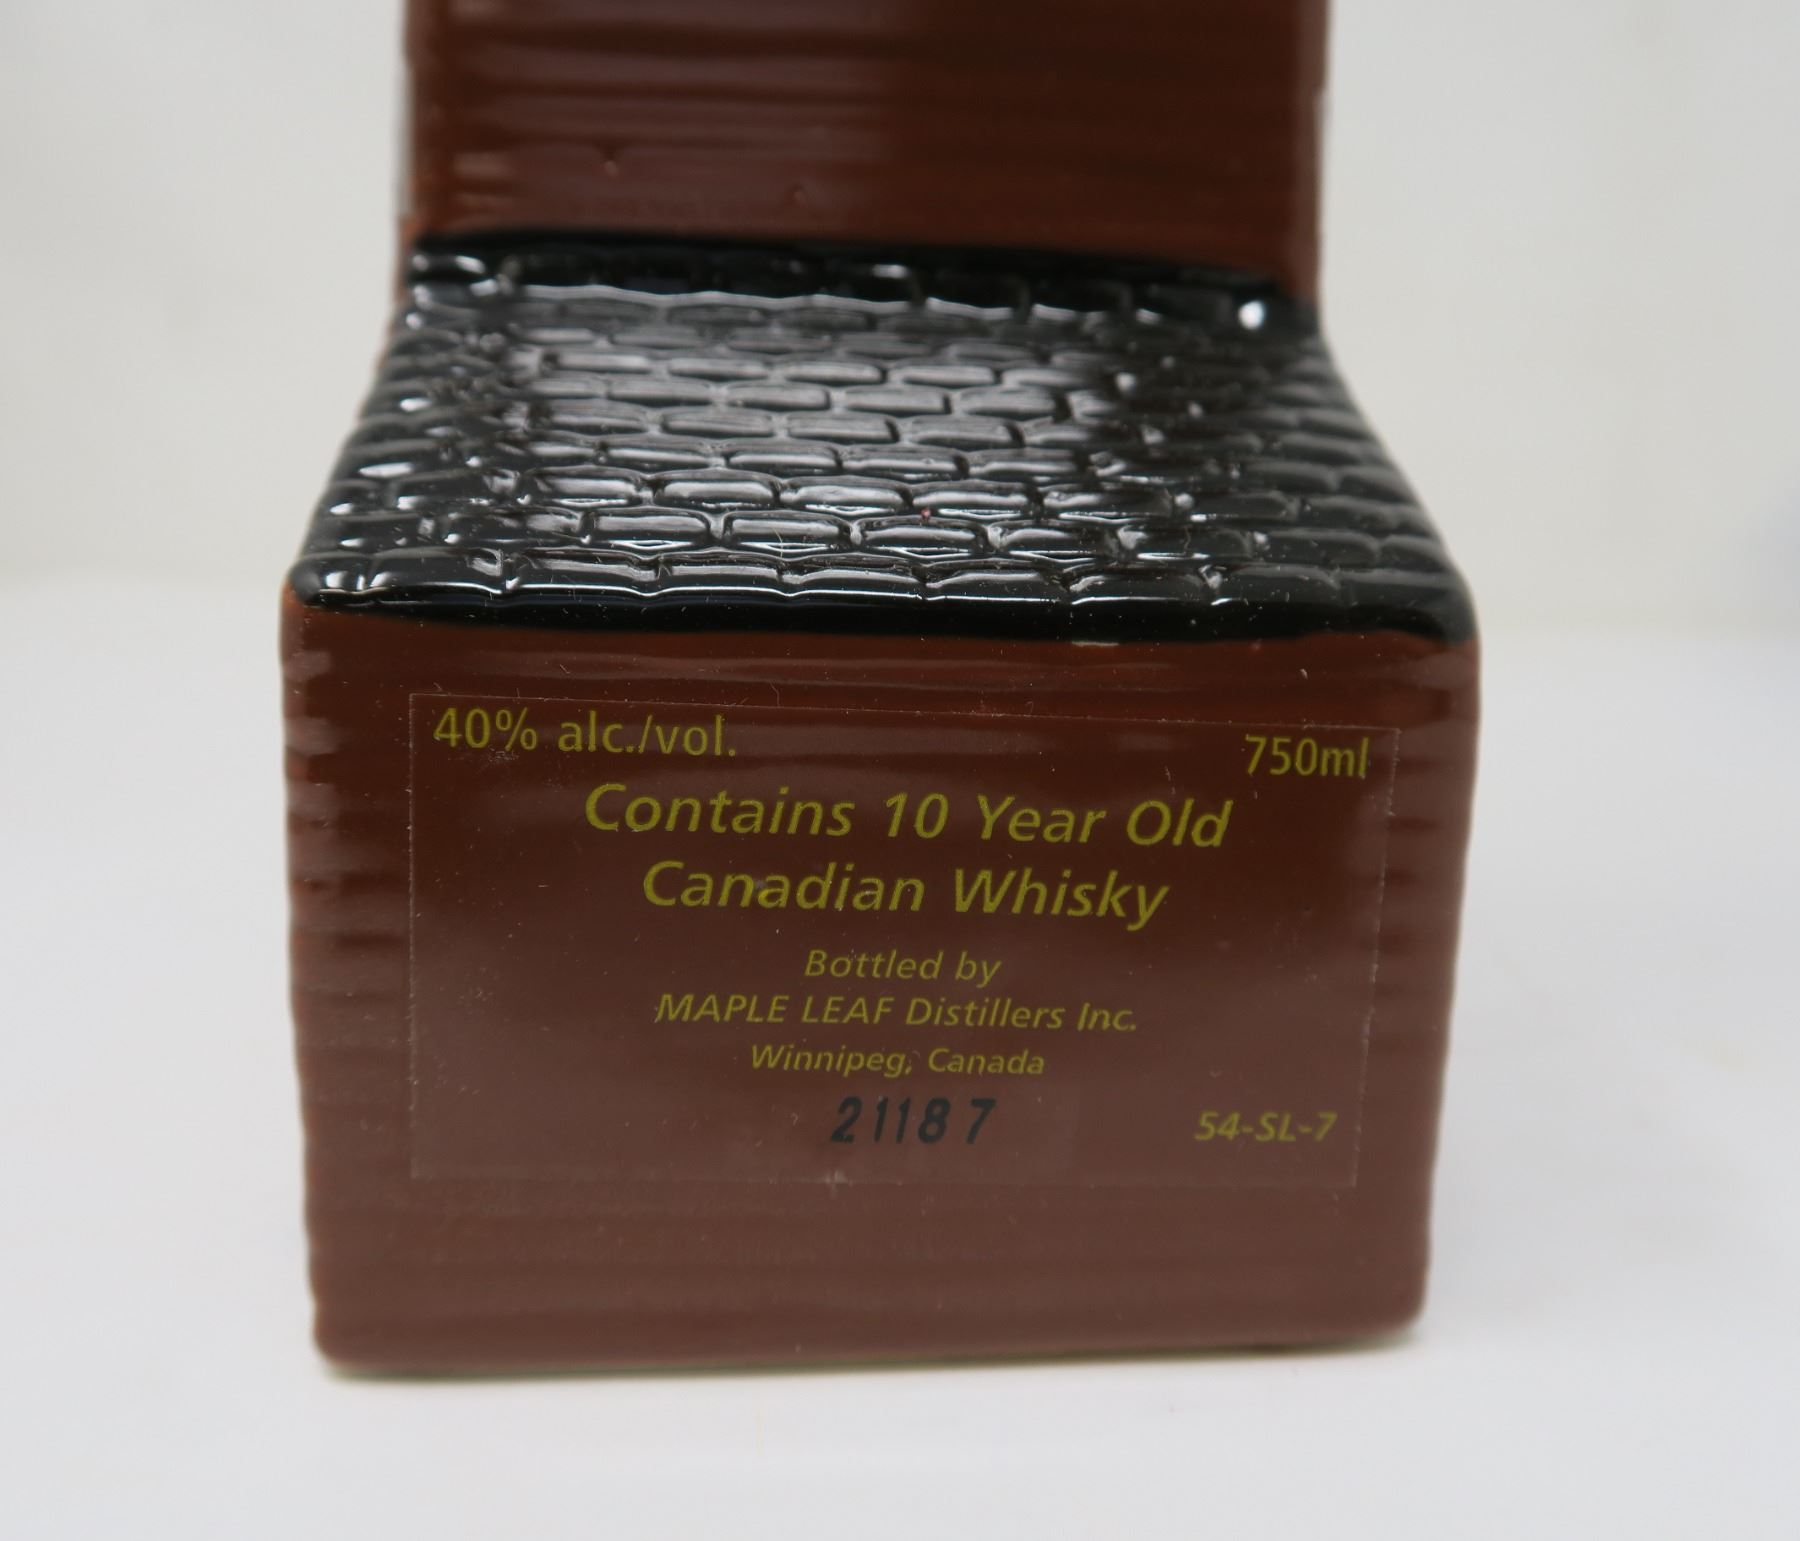 40% alc./vol.
750ml
Contains 10 Year Old
Canadian Whisky
Bottled by
MAPLE LEAF Distillers Inc.
Winnipeg, Canada
21187
54-SL-7